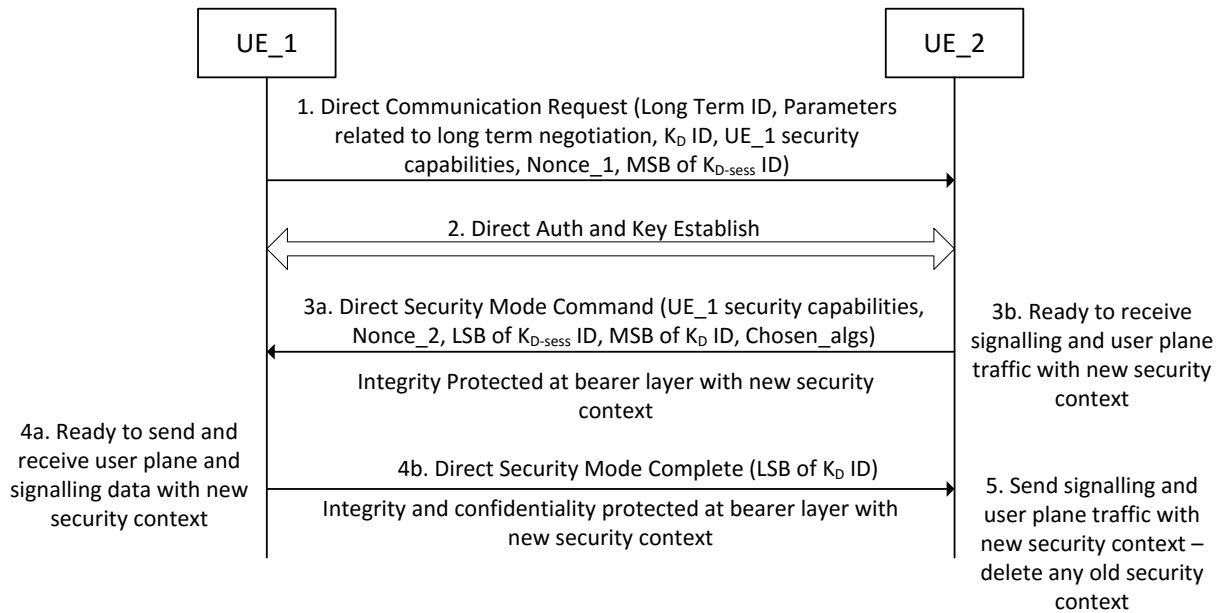 UE_1
UE_2
1. Direct Communication Request (Long Term ID, Parameters
related to long term negotiation, K_D ID, UE_1 security
capabilities, Nonce_1, MSB of K_D-sess ID)
2. Direct Auth and Key Establish
3a. Direct Security Mode Command (UE_1 security capabilities,
Nonce_2, LSB of K_D-sess ID, MSB of K_D ID, Chosen_algs)
Integrity Protected at bearer layer with new security
context
3b. Ready to receive
signalling and user plane
traffic with new security
context
4a. Ready to send and
receive user plane and
signalling data with new
security context
4b. Direct Security Mode Complete (LSB of K_D ID)
Integrity and confidentiality protected at bearer layer with
new security context
5. Send signalling and
user plane traffic with
new security context –
delete any old security
context